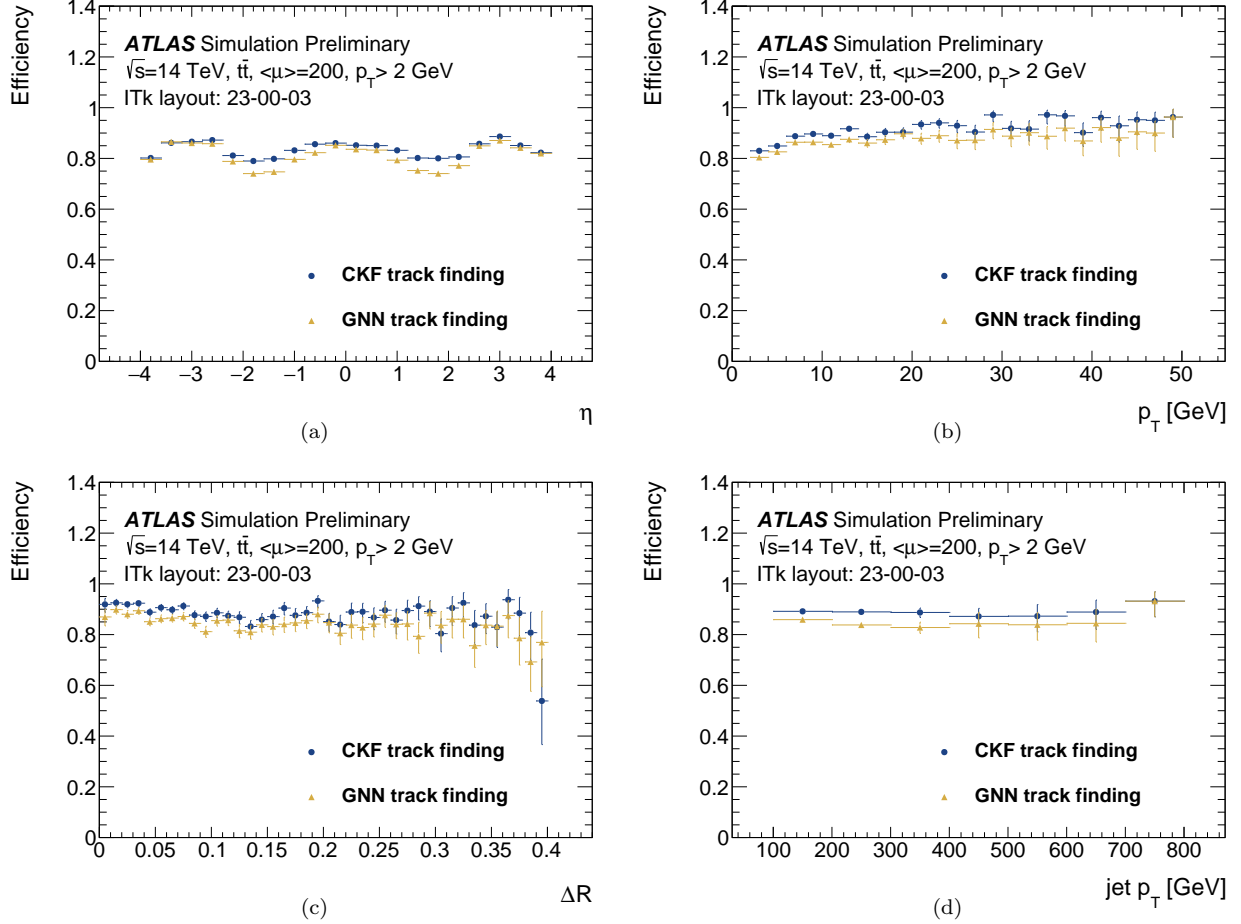 Efficiency
1.4
1.2
1
0.8
0.6
0.4
0.2
0
ATLAS Simulation Preliminary
√s=14 TeV, tt̄, <μ>=200, p_T> 2 GeV
ITk layout: 23-00-03
CKF track finding
GNN track finding
−4 −3 −2 −1 0 1 2 3 4
η
(a)
Efficiency
1.4
1.2
1
0.8
0.6
0.4
0.2
0
ATLAS Simulation Preliminary
√s=14 TeV, tt̄, <μ>=200, p_T> 2 GeV
ITk layout: 23-00-03
CKF track finding
GNN track finding
0 10 20 30 40 50
p_T [GeV]
(b)
Efficiency
1.4
1.2
1
0.8
0.6
0.4
0.2
0
ATLAS Simulation Preliminary
√s=14 TeV, tt̄, <μ>=200, p_T> 2 GeV
ITk layout: 23-00-03
CKF track finding
GNN track finding
0 0.05 0.1 0.15 0.2 0.25 0.3 0.35 0.4
ΔR
(c)
Efficiency
1.4
1.2
1
0.8
0.6
0.4
0.2
0
ATLAS Simulation Preliminary
√s=14 TeV, tt̄, <μ>=200, p_T> 2 GeV
ITk layout: 23-00-03
CKF track finding
GNN track finding
100 200 300 400 500 600 700 800
jet p_T [GeV]
(d)